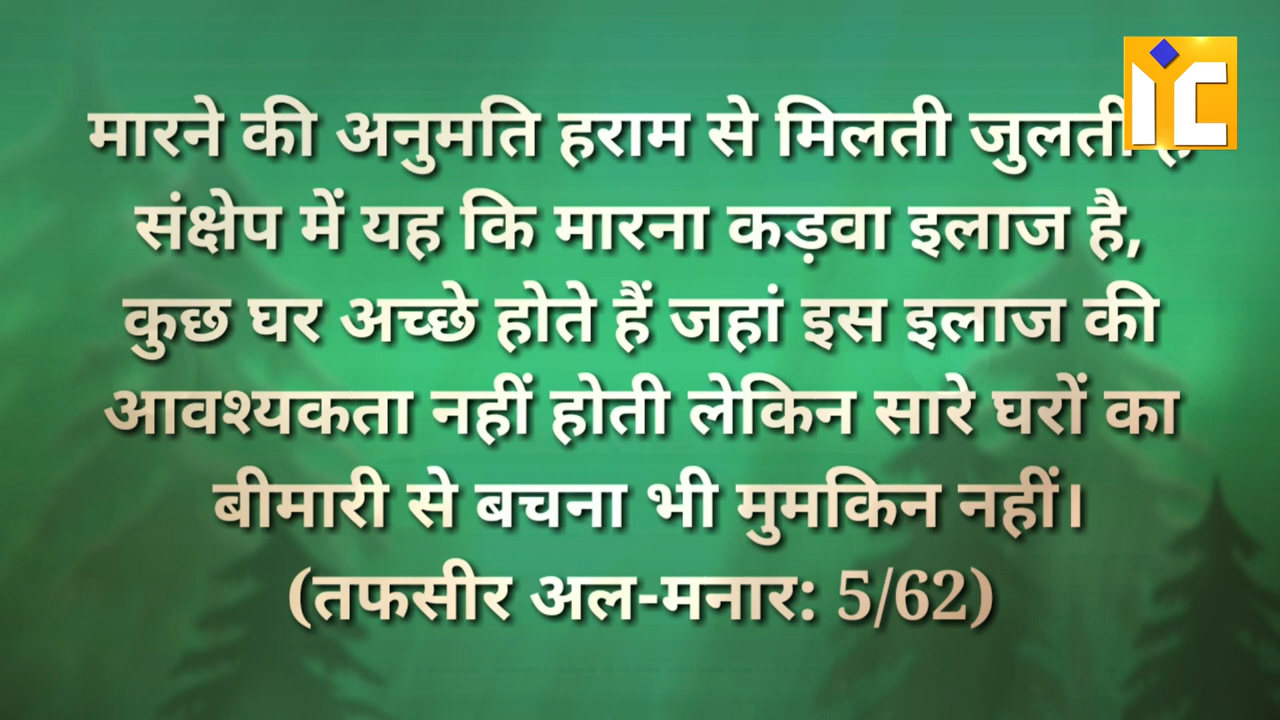 मारने की अनुमति हराम से मिलती जुलती
संक्षेप में यह कि मारना कड़वा इलाज है,
कुछ घर अच्छे होते हैं जहां इस इलाज की
आवश्यकता नहीं होती लेकिन सारे घरों का
बीमारी से बचना भी मुमकिन नहीं।
(तफसीर अल-मनार: 5/62)
IYC